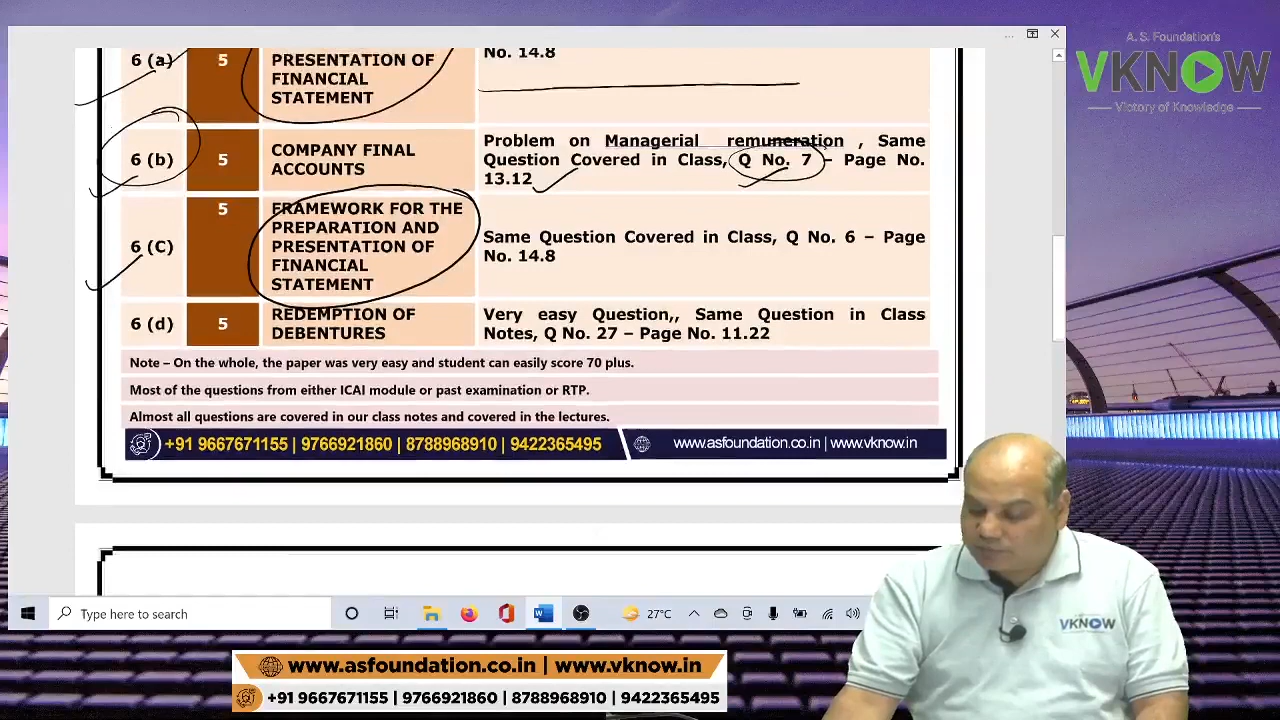 A. S. Foundation's
VKNOW
Victory of Knowledge
6 (a)
5
PRESENTATION OF
FINANCIAL
STATEMENT
No. 14.8
6 (b)
5
COMPANY FINAL
ACCOUNTS
Problem on Managerial remuneration , Same
Question Covered in Class, Q No. 7 – Page No.
13.12
6 (C)
5
FRAMEWORK FOR THE
PREPARATION AND
PRESENTATION OF
FINANCIAL
STATEMENT
Same Question Covered in Class, Q No. 6 – Page
No. 14.8
6 (d)
5
REDEMPTION OF
DEBENTURES
Very easy Question,, Same Question in Class
Notes, Q No. 27 – Page No. 11.22
Note – On the whole, the paper was very easy and student can easily score 70 plus.
Most of the questions from either ICAI module or past examination or RTP.
Almost all questions are covered in our class notes and covered in the lectures.
+91 9667671155 | 9766921860 | 8788968910 | 9422365495
www.asfoundation.co.in | www.vknow.in
Type here to search
27°C
VKNOW
www.asfoundation.co.in | www.vknow.in
+91 9667671155 | 9766921860 | 8788968910 | 9422365495